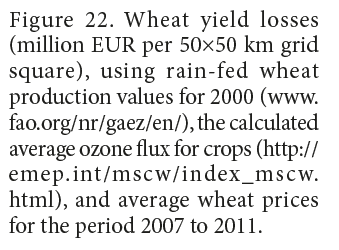 Figure 22. Wheat yield losses
(million EUR per 50×50 km grid
square), using rain-fed wheat
production values for 2000 (www.
fao.org/nr/gaez/en/), the calculated
average ozone flux for crops (http://
emep.int/mscw/index_mscw.
html), and average wheat prices
for the period 2007 to 2011.